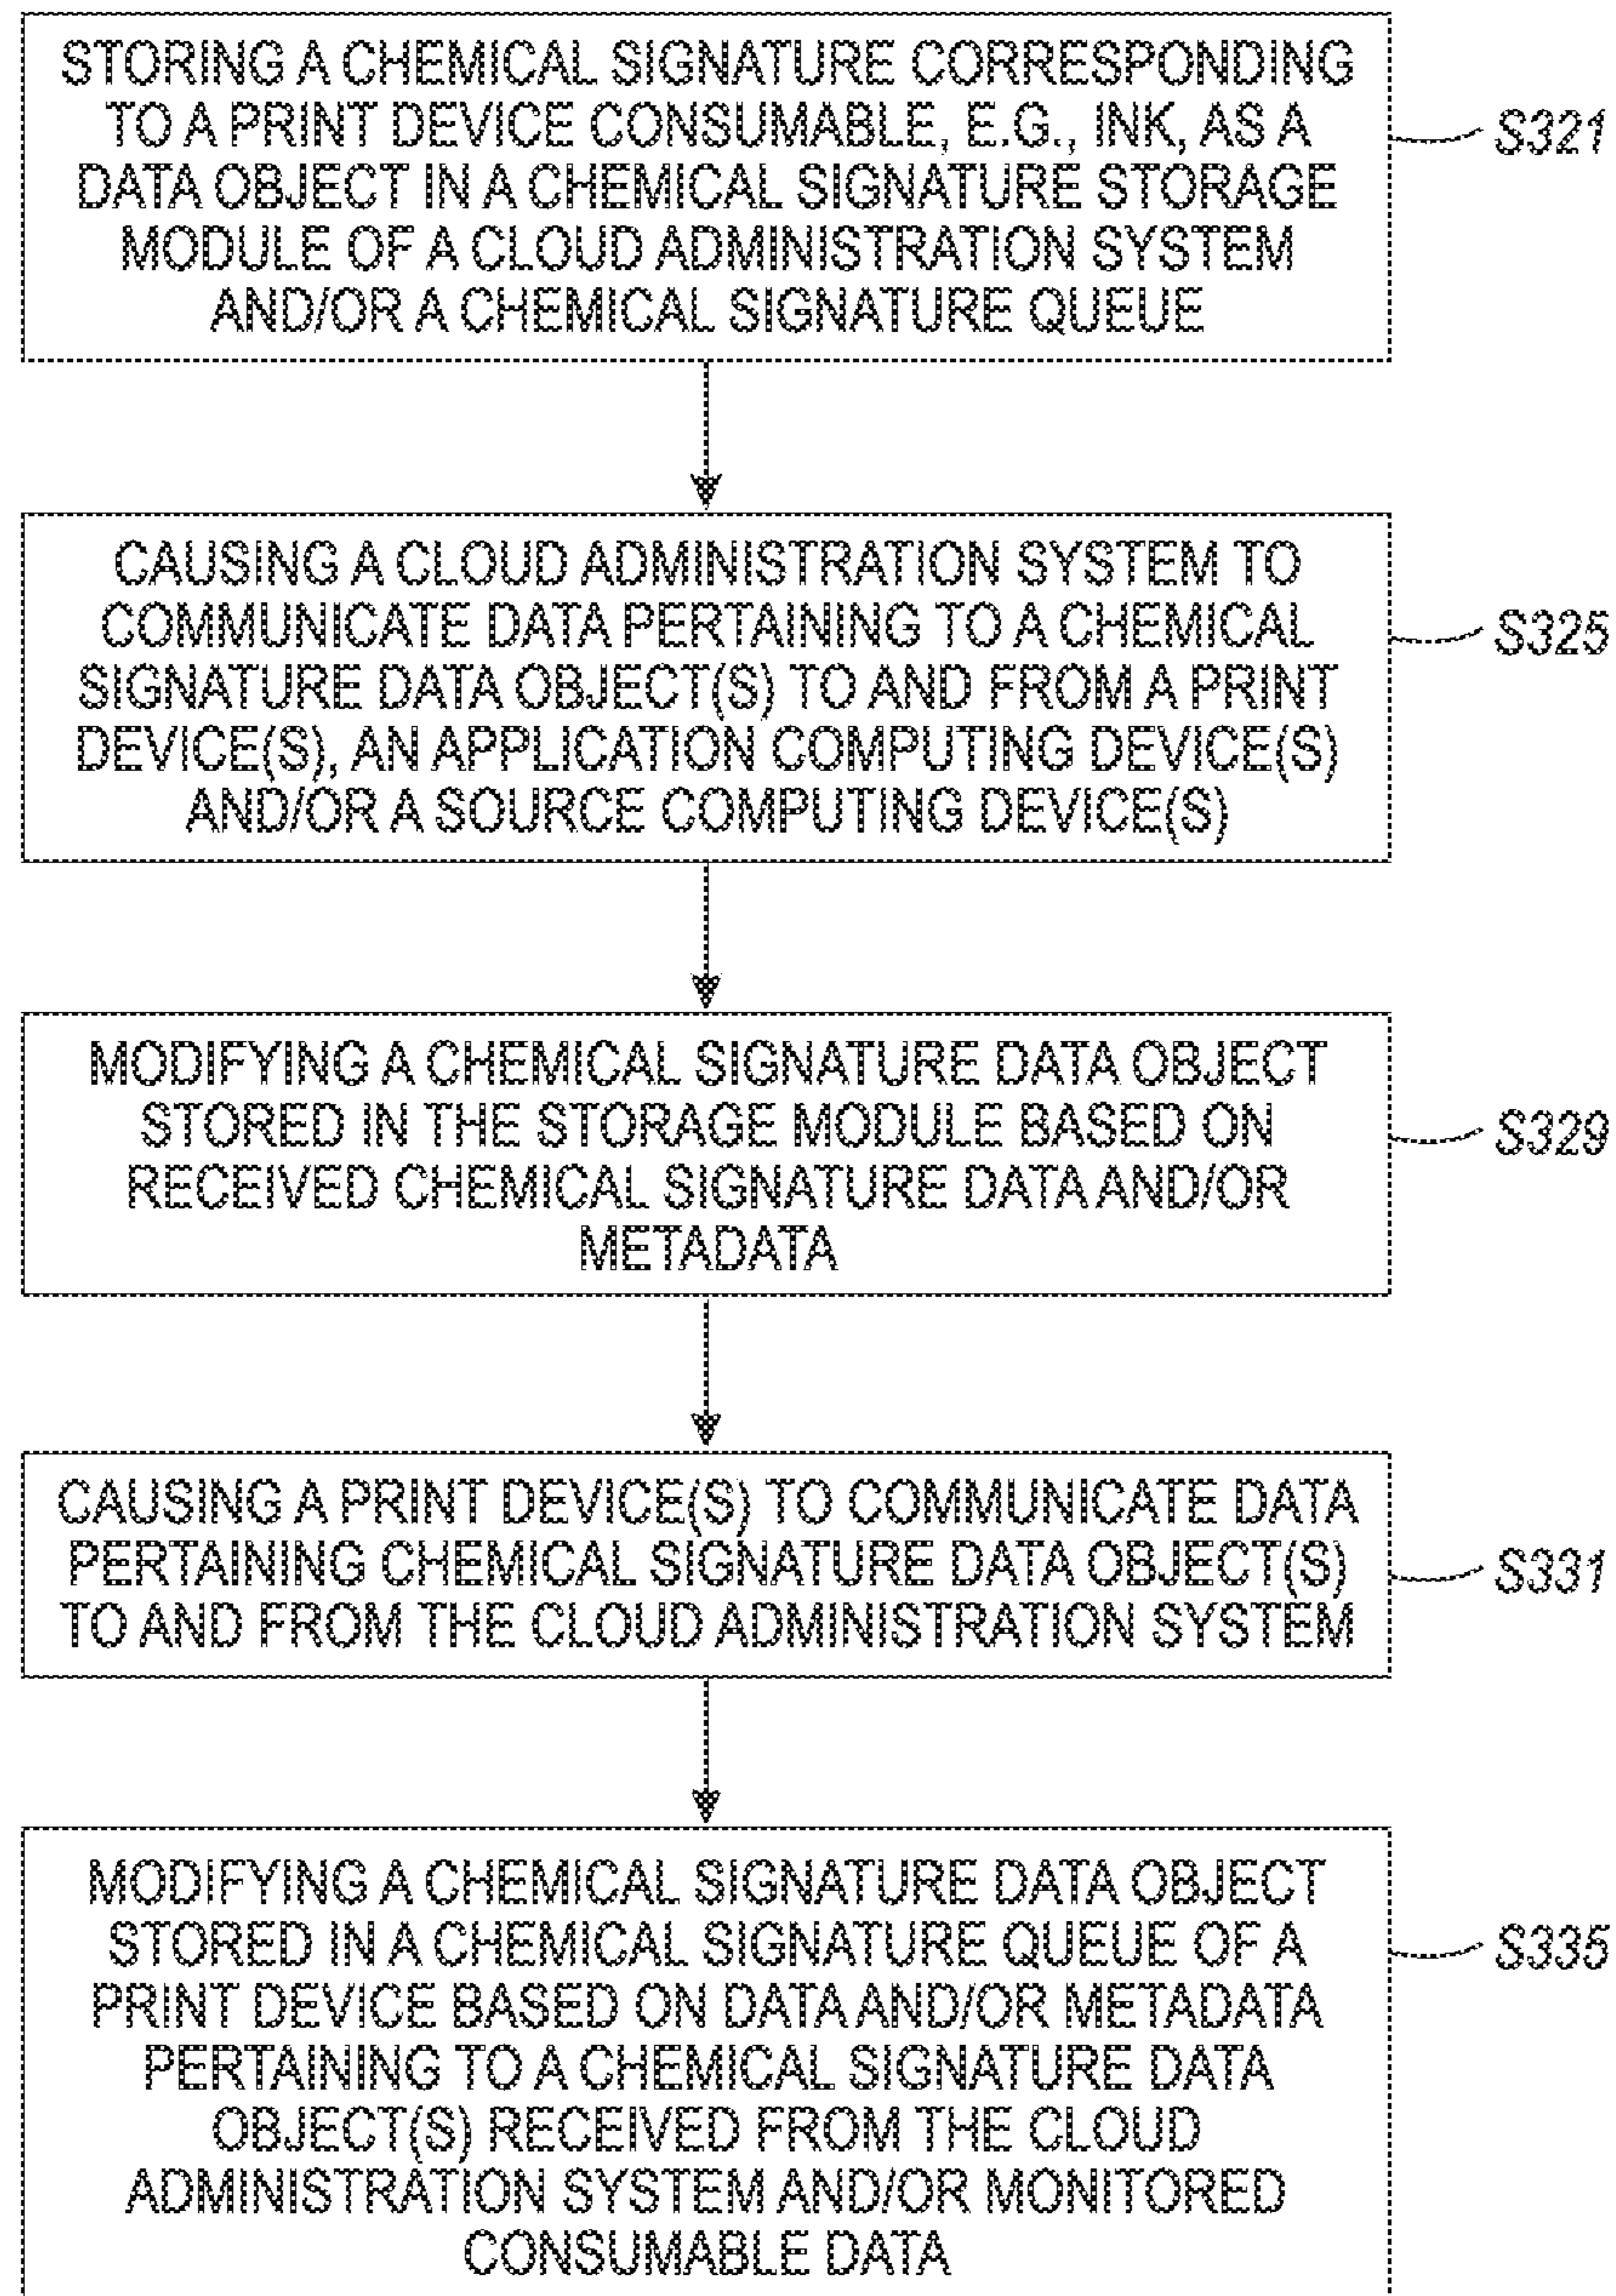 STORING A CHEMICAL SIGNATURE CORRESPONDING
TO A PRINT DEVICE CONSUMABLE, E.G., INK, AS A
DATA OBJECT IN A CHEMICAL SIGNATURE STORAGE
MODULE OF A CLOUD ADMINISTRATION SYSTEM
AND/OR A CHEMICAL SIGNATURE QUEUE
S321
CAUSING A CLOUD ADMINISTRATION SYSTEM TO
COMMUNICATE DATA PERTAINING TO A CHEMICAL
SIGNATURE DATA OBJECT(S) TO AND FROM A PRINT
DEVICE(S), AN APPLICATION COMPUTING DEVICE(S)
AND/OR A SOURCE COMPUTING DEVICE(S)
S325
MODIFYING A CHEMICAL SIGNATURE DATA OBJECT
STORED IN THE STORAGE MODULE BASED ON
RECEIVED CHEMICAL SIGNATURE DATA AND/OR
METADATA
S329
CAUSING A PRINT DEVICE(S) TO COMMUNICATE DATA
PERTAINING CHEMICAL SIGNATURE DATA OBJECT(S)
TO AND FROM THE CLOUD ADMINISTRATION SYSTEM
S331
MODIFYING A CHEMICAL SIGNATURE DATA OBJECT
STORED IN A CHEMICAL SIGNATURE QUEUE OF A
PRINT DEVICE BASED ON DATA AND/OR METADATA
PERTAINING TO A CHEMICAL SIGNATURE DATA
OBJECT(S) RECEIVED FROM THE CLOUD
ADMINISTRATION SYSTEM AND/OR MONITORED
CONSUMABLE DATA
S335